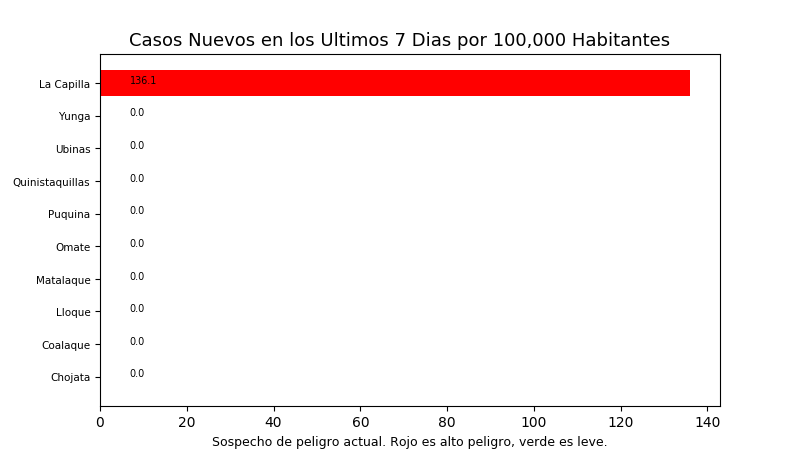 Casos Nuevos en los Ultimos 7 Dias por 100,000 Habitantes
La Capilla 136.1
Yunga 0.0
Ubinas 0.0
Quinistaquillas 0.0
Puquina 0.0
Omate 0.0
Matalaque 0.0
Lloque 0.0
Coalaque 0.0
Chojata 0.0
0 20 40 60 80 100 120 140
Sospecho de peligro actual. Rojo es alto peligro, verde es leve.